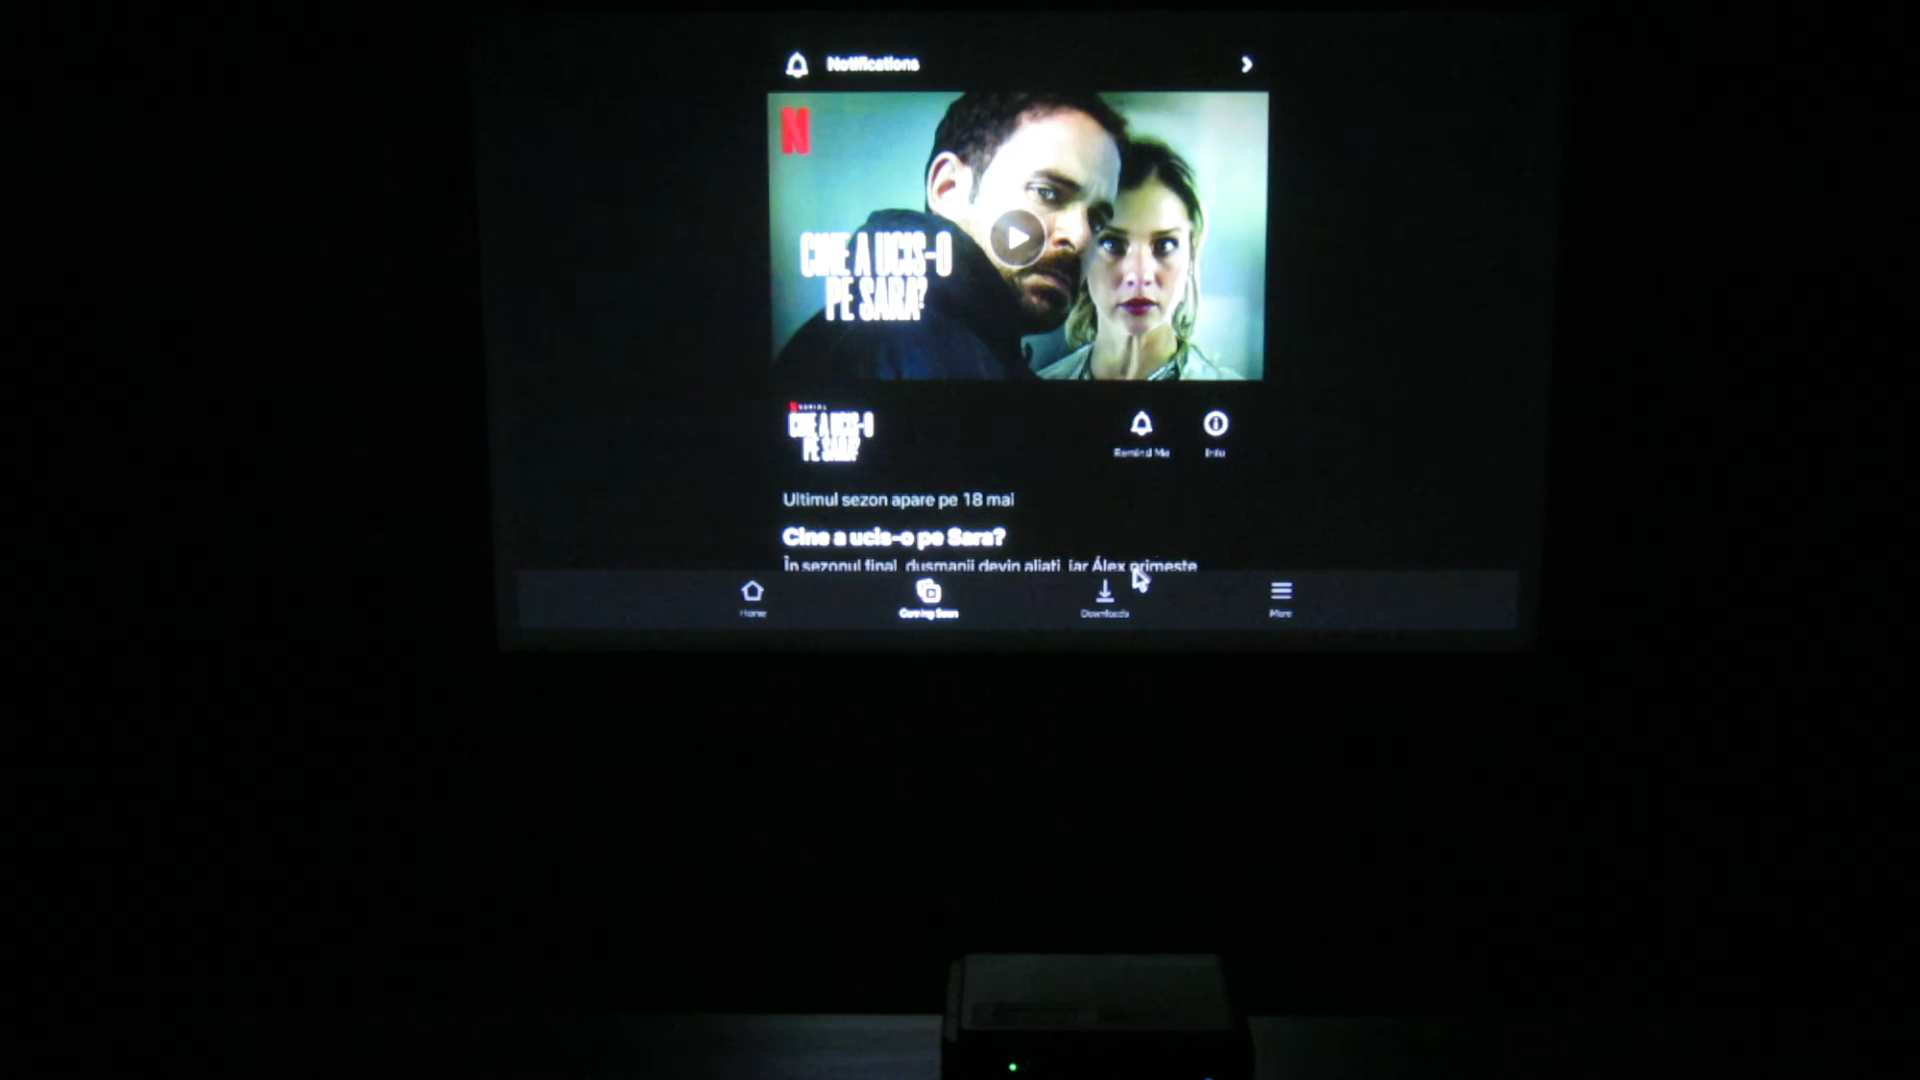 Notifications
N
CINE A UCIS-O
PE SARA?
N SERIAL
CINE A UCIS-O
PE SARA?
Remind Me
Info
Ultimul sezon apare pe 18 mai
Cine a ucis-o pe Sara?
În sezonul final, dușmanii devin aliați, iar Álex primește
Home
Coming Soon
Downloads
More